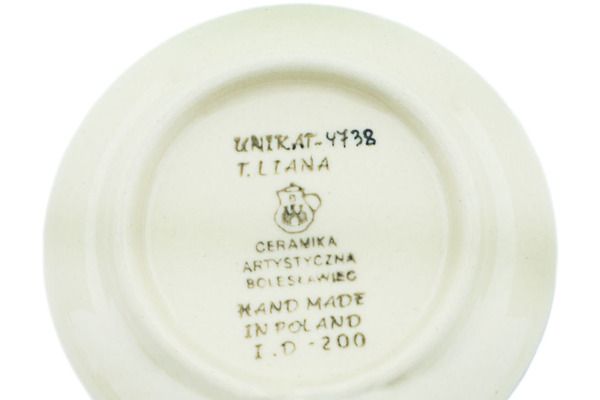 UNIKAT-4738
T. LIANA
CERAMIKA
ARTYSTYCZNA
BOLESŁAWIEC
HAND MADE
IN POLAND
I.D-200